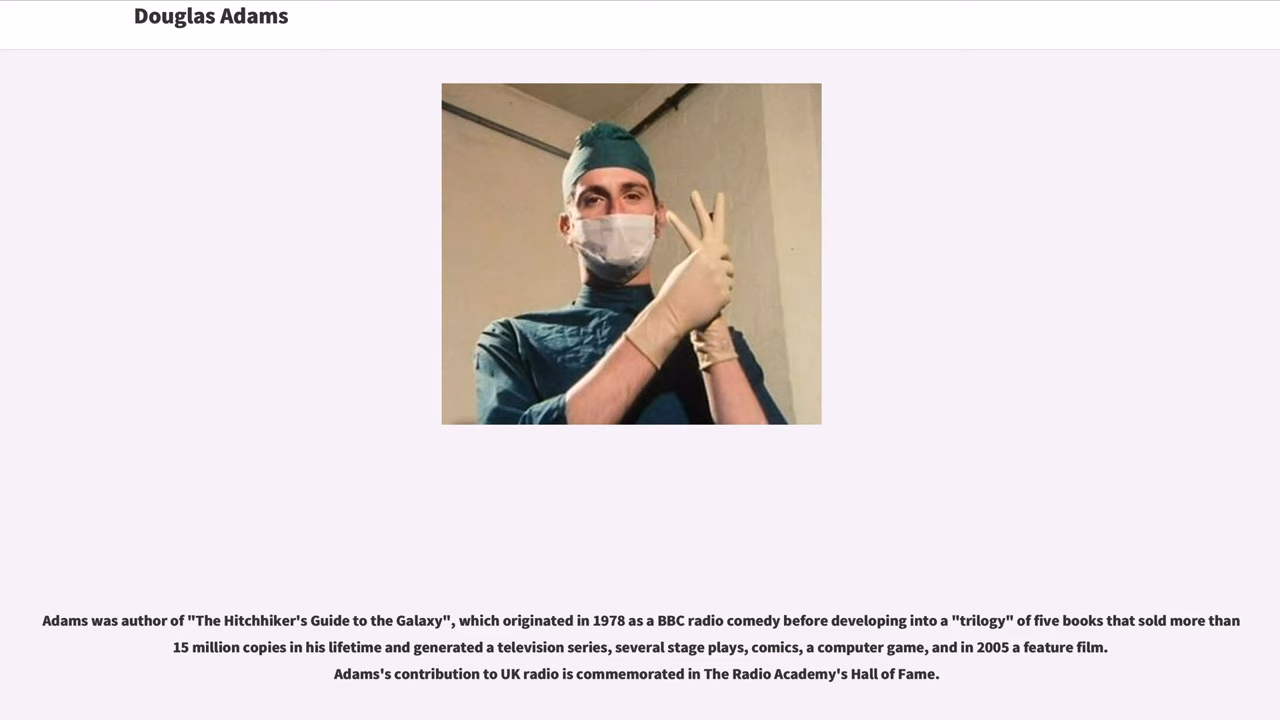 Douglas Adams
Adams was author of "The Hitchhiker's Guide to the Galaxy", which originated in 1978 as a BBC radio comedy before developing into a "trilogy" of five books that sold more than
15 million copies in his lifetime and generated a television series, several stage plays, comics, a computer game, and in 2005 a feature film.
Adams's contribution to UK radio is commemorated in The Radio Academy's Hall of Fame.